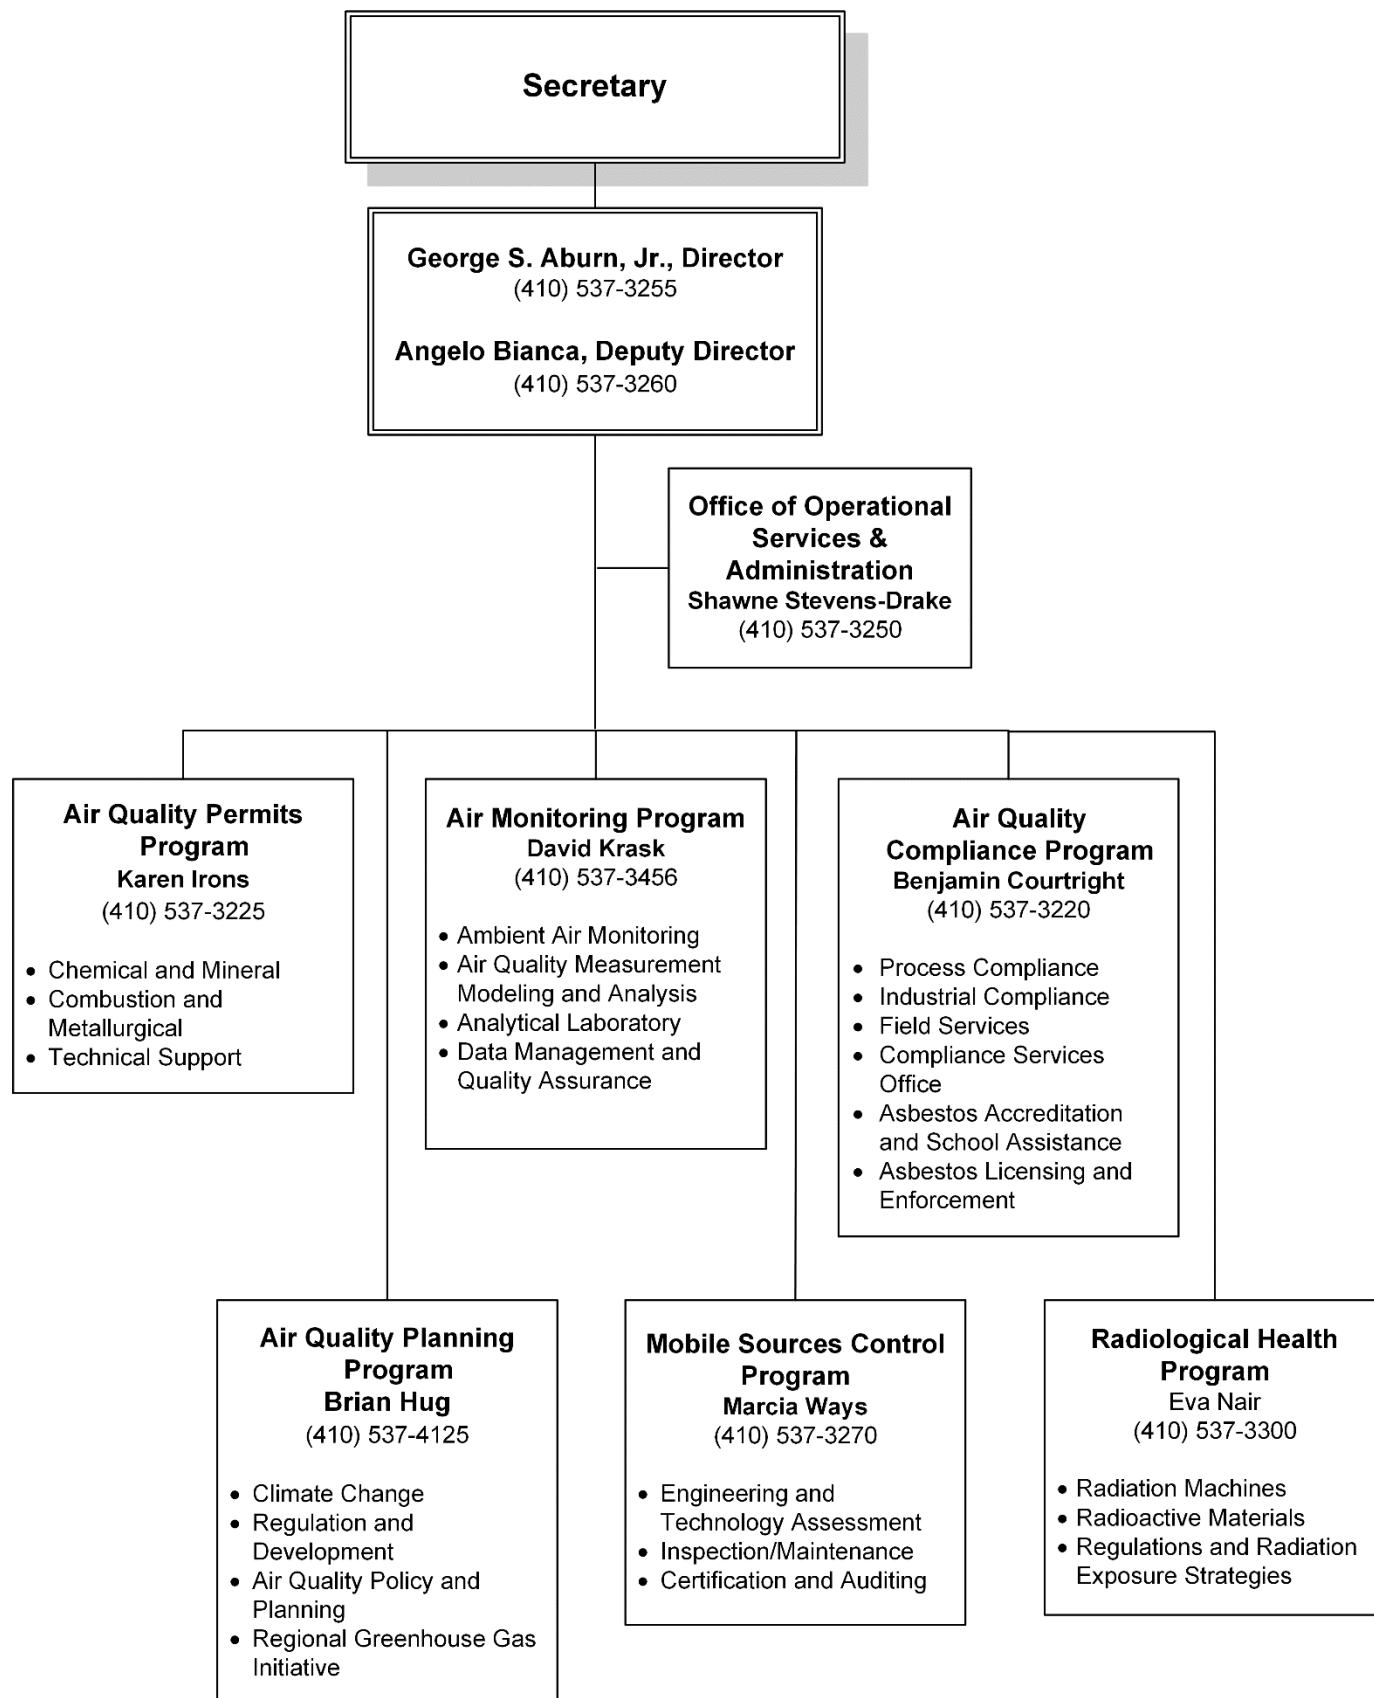 Secretary
George S. Aburn, Jr., Director
(410) 537-3255
Angelo Bianca, Deputy Director
(410) 537-3260
Office of Operational
Services &
Administration
Shawne Stevens-Drake
(410) 537-3250
Air Quality Permits
Program
Karen Irons
(410) 537-3225
• Chemical and Mineral
• Combustion and
Metallurgical
• Technical Support
Air Monitoring Program
David Krask
(410) 537-3456
• Ambient Air Monitoring
• Air Quality Measurement
Modeling and Analysis
• Analytical Laboratory
• Data Management and
Quality Assurance
Air Quality
Compliance Program
Benjamin Courtright
(410) 537-3220
• Process Compliance
• Industrial Compliance
• Field Services
• Compliance Services
Office
• Asbestos Accreditation
and School Assistance
• Asbestos Licensing and
Enforcement
Air Quality Planning
Program
Brian Hug
(410) 537-4125
• Climate Change
• Regulation and
Development
• Air Quality Policy and
Planning
• Regional Greenhouse Gas
Initiative
Mobile Sources Control
Program
Marcia Ways
(410) 537-3270
• Engineering and
Technology Assessment
• Inspection/Maintenance
• Certification and Auditing
Radiological Health
Program
Eva Nair
(410) 537-3300
• Radiation Machines
• Radioactive Materials
• Regulations and Radiation
Exposure Strategies